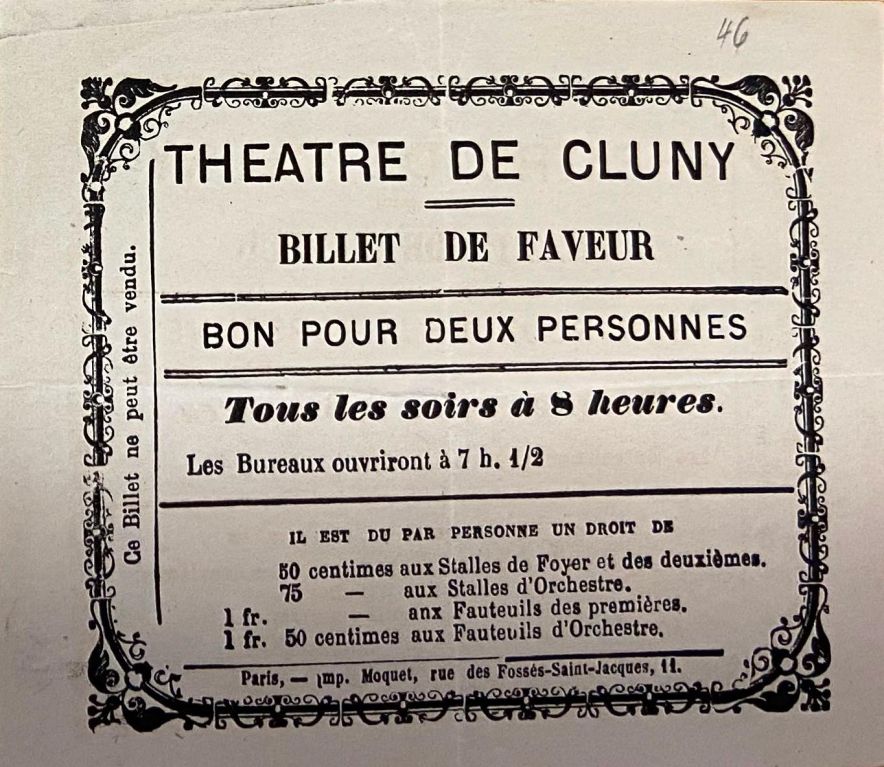 46
THEATRE DE CLUNY
BILLET DE FAVEUR
BON POUR DEUX PERSONNES
Tous les soirs à 8 heures.
Les Bureaux ouvriront à 7 h. 1/2
Ce Billet ne peut être vendu.
IL EST DU PAR PERSONNE UN DROIT DE
50 centimes aux Stalles de Foyer et des deuxièmes.
75 — aux Stalles d'Orchestre.
1 fr. — anx Fauteuils des premières.
1 fr. 50 centimes aux Fauteuils d'Orchestre.
Paris, — Imp. Moquet, rue des Fossés-Saint-Jacques, 11.